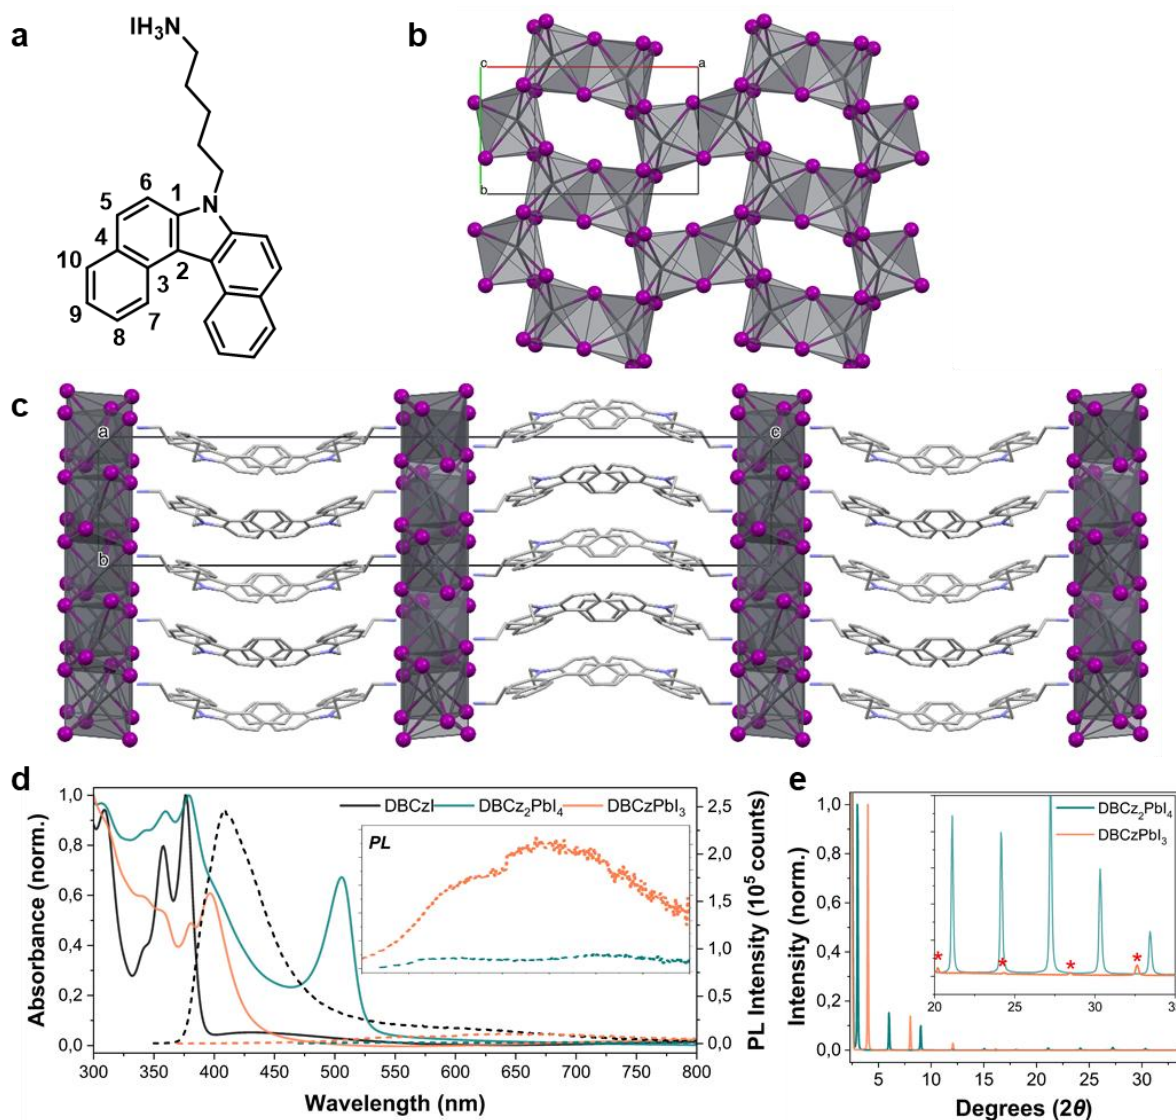 a
IH3N
6
1
5
N
4
2
10
3
9
7
8
b
c
a
b
c
a
c
b
d
1,0
0,8
0,6
0,4
0,2
0,0
Absorbance (norm.)
DBCzI DBCz2PbI4 DBCzPbI3
PL
2,5
2,0
1,5
1,0
0,5
0,0
PL Intensity (10^5 counts)
300 350 400 450 500 550 600 650 700 750 800
Wavelength (nm)
e
1,0
0,8
0,6
0,4
0,2
0,0
Intensity (norm.)
DBCz2PbI4
DBCzPbI3
* * * *
20 25 30 35
5 10 15 20 25 30
Degrees (2θ)